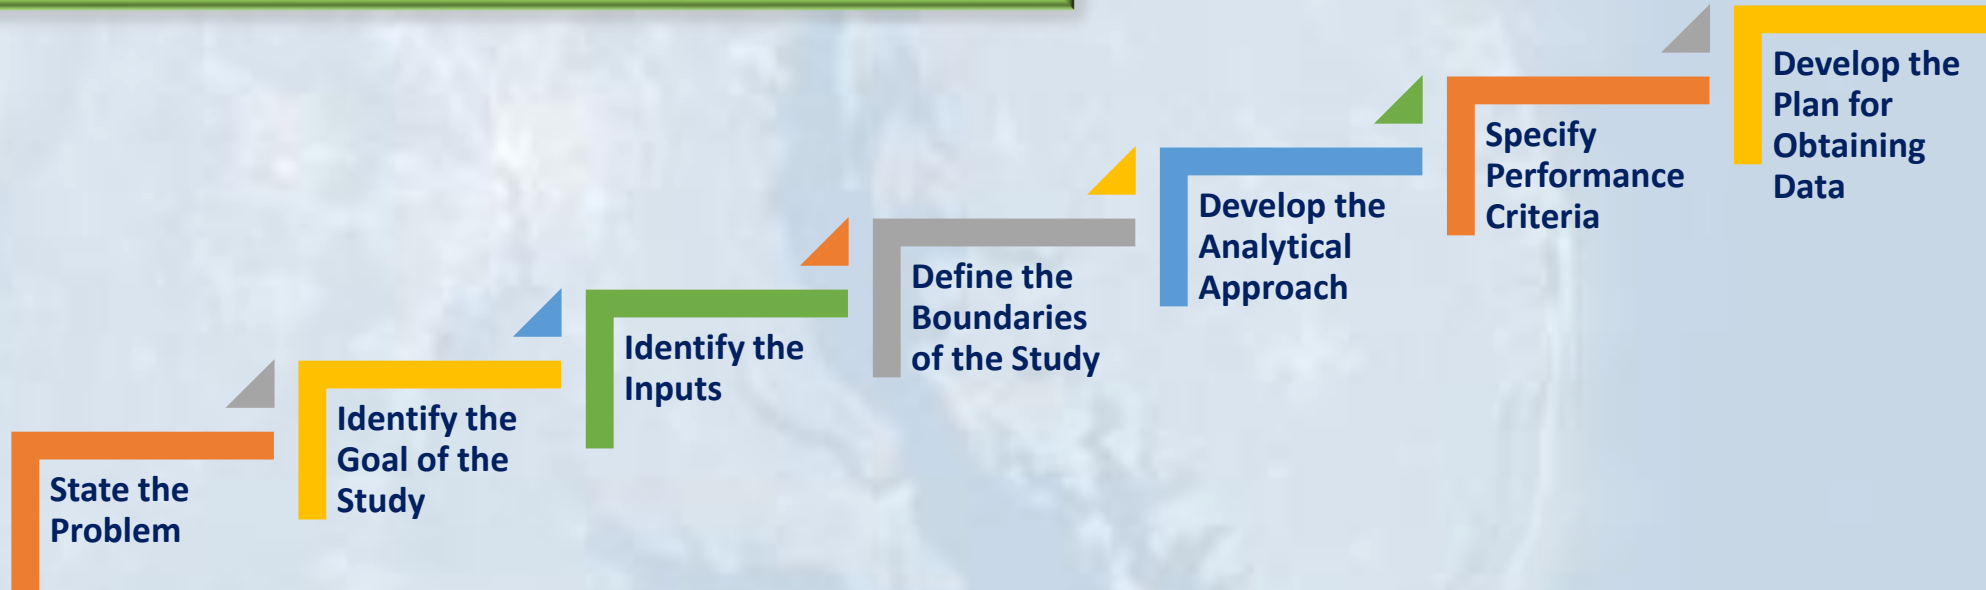 State the
Problem
Identify the
Goal of the
Study
Identify the
Inputs
Define the
Boundaries
of the Study
Develop the
Analytical
Approach
Specify
Performance
Criteria
Develop the
Plan for
Obtaining
Data